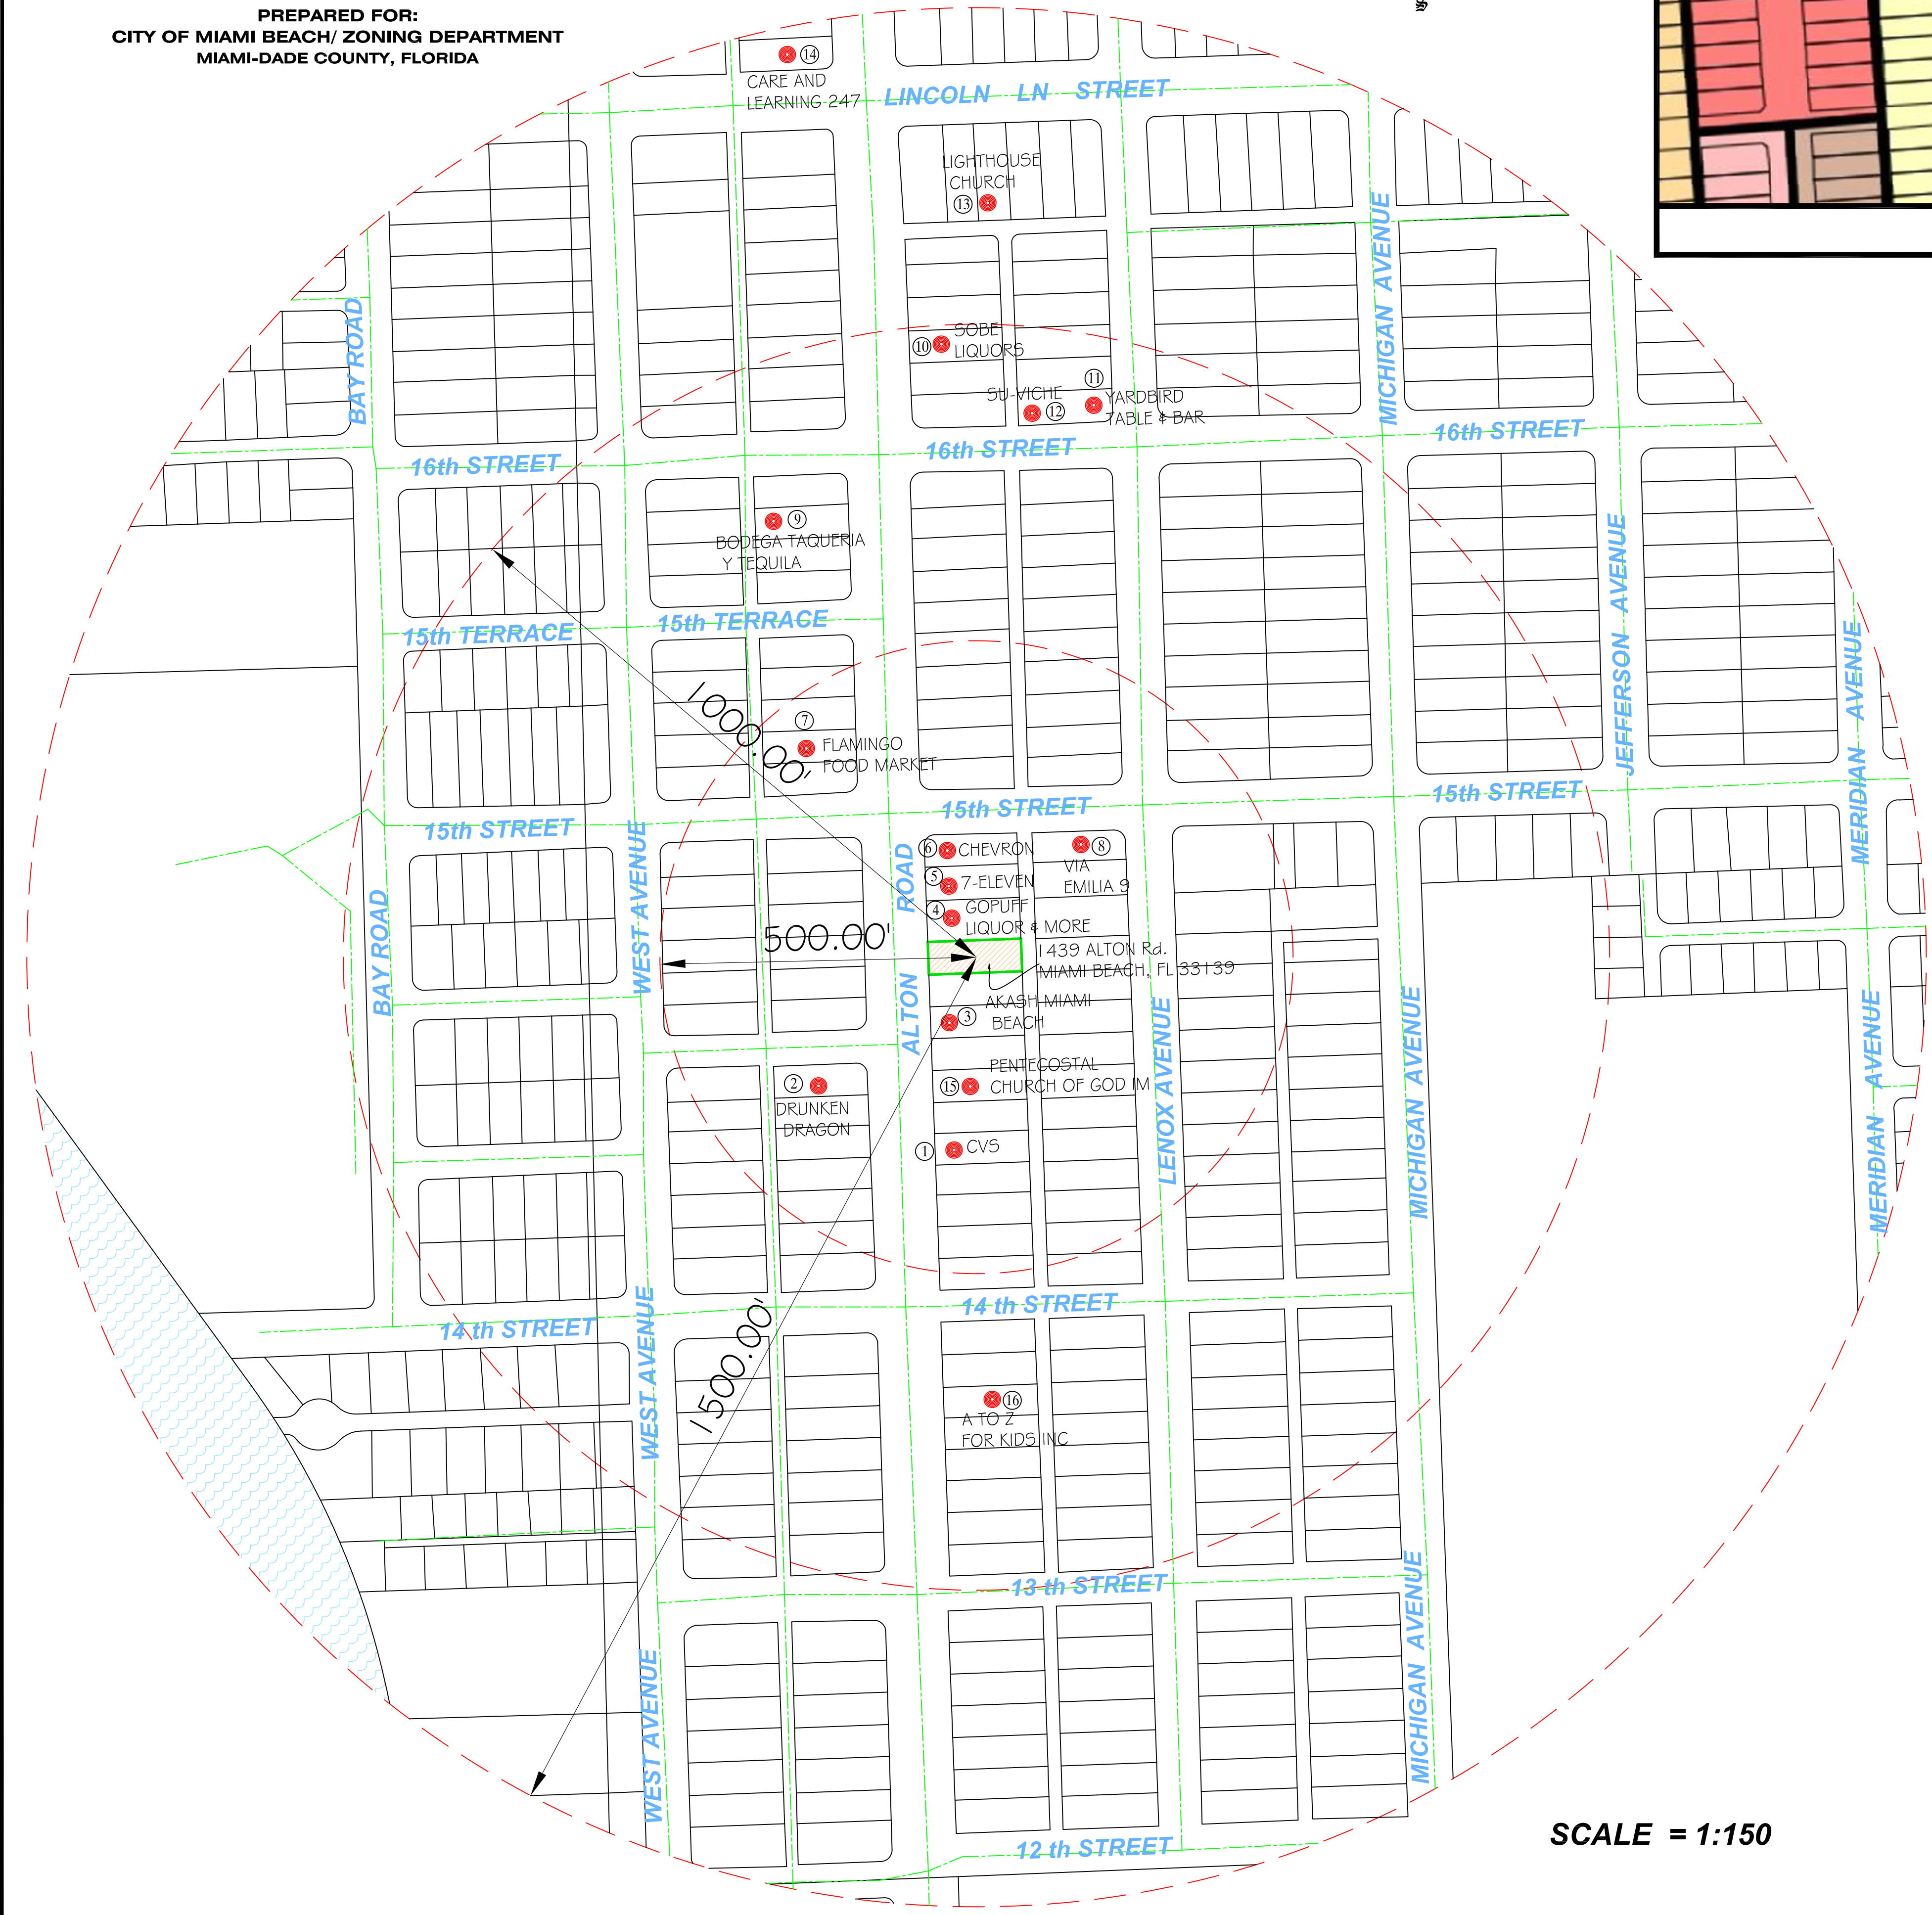 PREPARED FOR:
CITY OF MIAMI BEACH/ ZONING DEPARTMENT
MIAMI-DADE COUNTY, FLORIDA
14
CARE AND
LEARNING 247
LINCOLN LN STREET
LIGHTHOUSE
CHURCH
13
MICHIGAN AVENUE
BAY ROAD
SOBE
LIQUORS
10
11
SU-VICHE
12
YARDBIRD
TABLE & BAR
16th STREET
16th STREET
16th STREET
9
BODEGA TAQUERIA
Y TEQUILA
15th TERRACE
15th TERRACE
JEFFERSON AVENUE
MERIDIAN AVENUE
1000.00'
7
FLAMINGO
FOOD MARKET
15th STREET
15th STREET
15th STREET
WEST AVENUE
ALTON ROAD
6
CHEVRON
8
VIA
EMILIA 9
5
7-ELEVEN
4
GOPUFF
LIQUOR & MORE
500.00'
1439 ALTON Rd.
MIAMI BEACH, FL 33139
BAY ROAD
AKASH MIAMI
BEACH
3
LENOX AVENUE
MICHIGAN AVENUE
MERIDIAN AVENUE
PENTECOSTAL
CHURCH OF GOD IM
15
2
DRUNKEN
DRAGON
1
CVS
14 th STREET
14 th STREET
WEST AVENUE
1500.00'
16
A TO Z
FOR KIDS INC
13 th STREET
MICHIGAN AVENUE
WEST AVENUE
12 th STREET
SCALE = 1:150